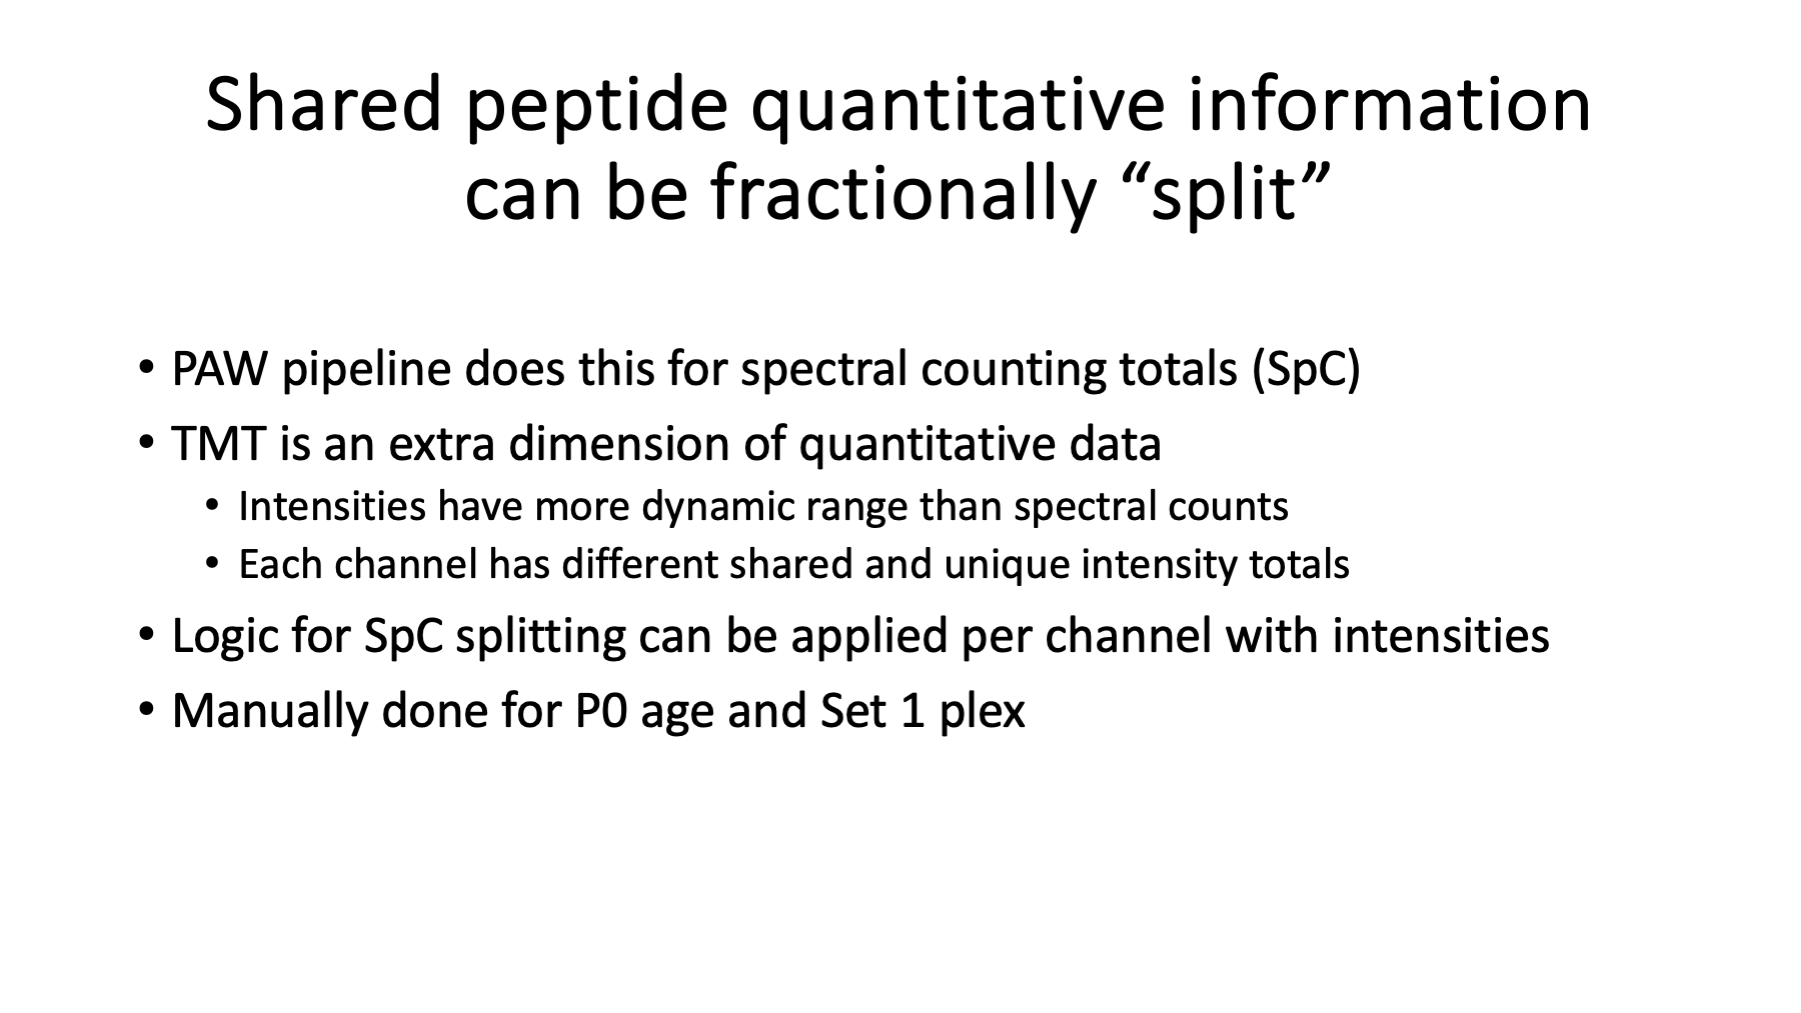 Shared peptide quantitative information
can be fractionally “split”
• PAW pipeline does this for spectral counting totals (SpC)
• TMT is an extra dimension of quantitative data
• Intensities have more dynamic range than spectral counts
• Each channel has different shared and unique intensity totals
• Logic for SpC splitting can be applied per channel with intensities
• Manually done for P0 age and Set 1 plex